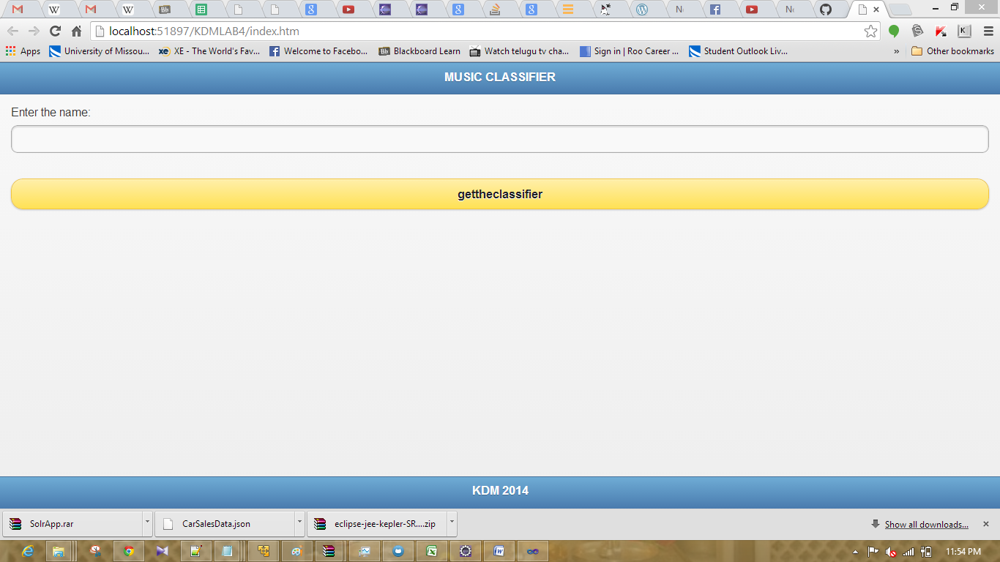 localhost:51897/KDMLAB4/index.htm
Apps University of Missou... XE - The World's Fav... Welcome to Facebo... Blackboard Learn Watch telugu tv cha... Sign in | Roo Career ... Student Outlook Liv... » Other bookmarks
MUSIC CLASSIFIER
Enter the name:
gettheclassifier
KDM 2014
SolrApp.rar CarSalesData.json eclipse-jee-kepler-SR....zip Show all downloads...
11:54 PM